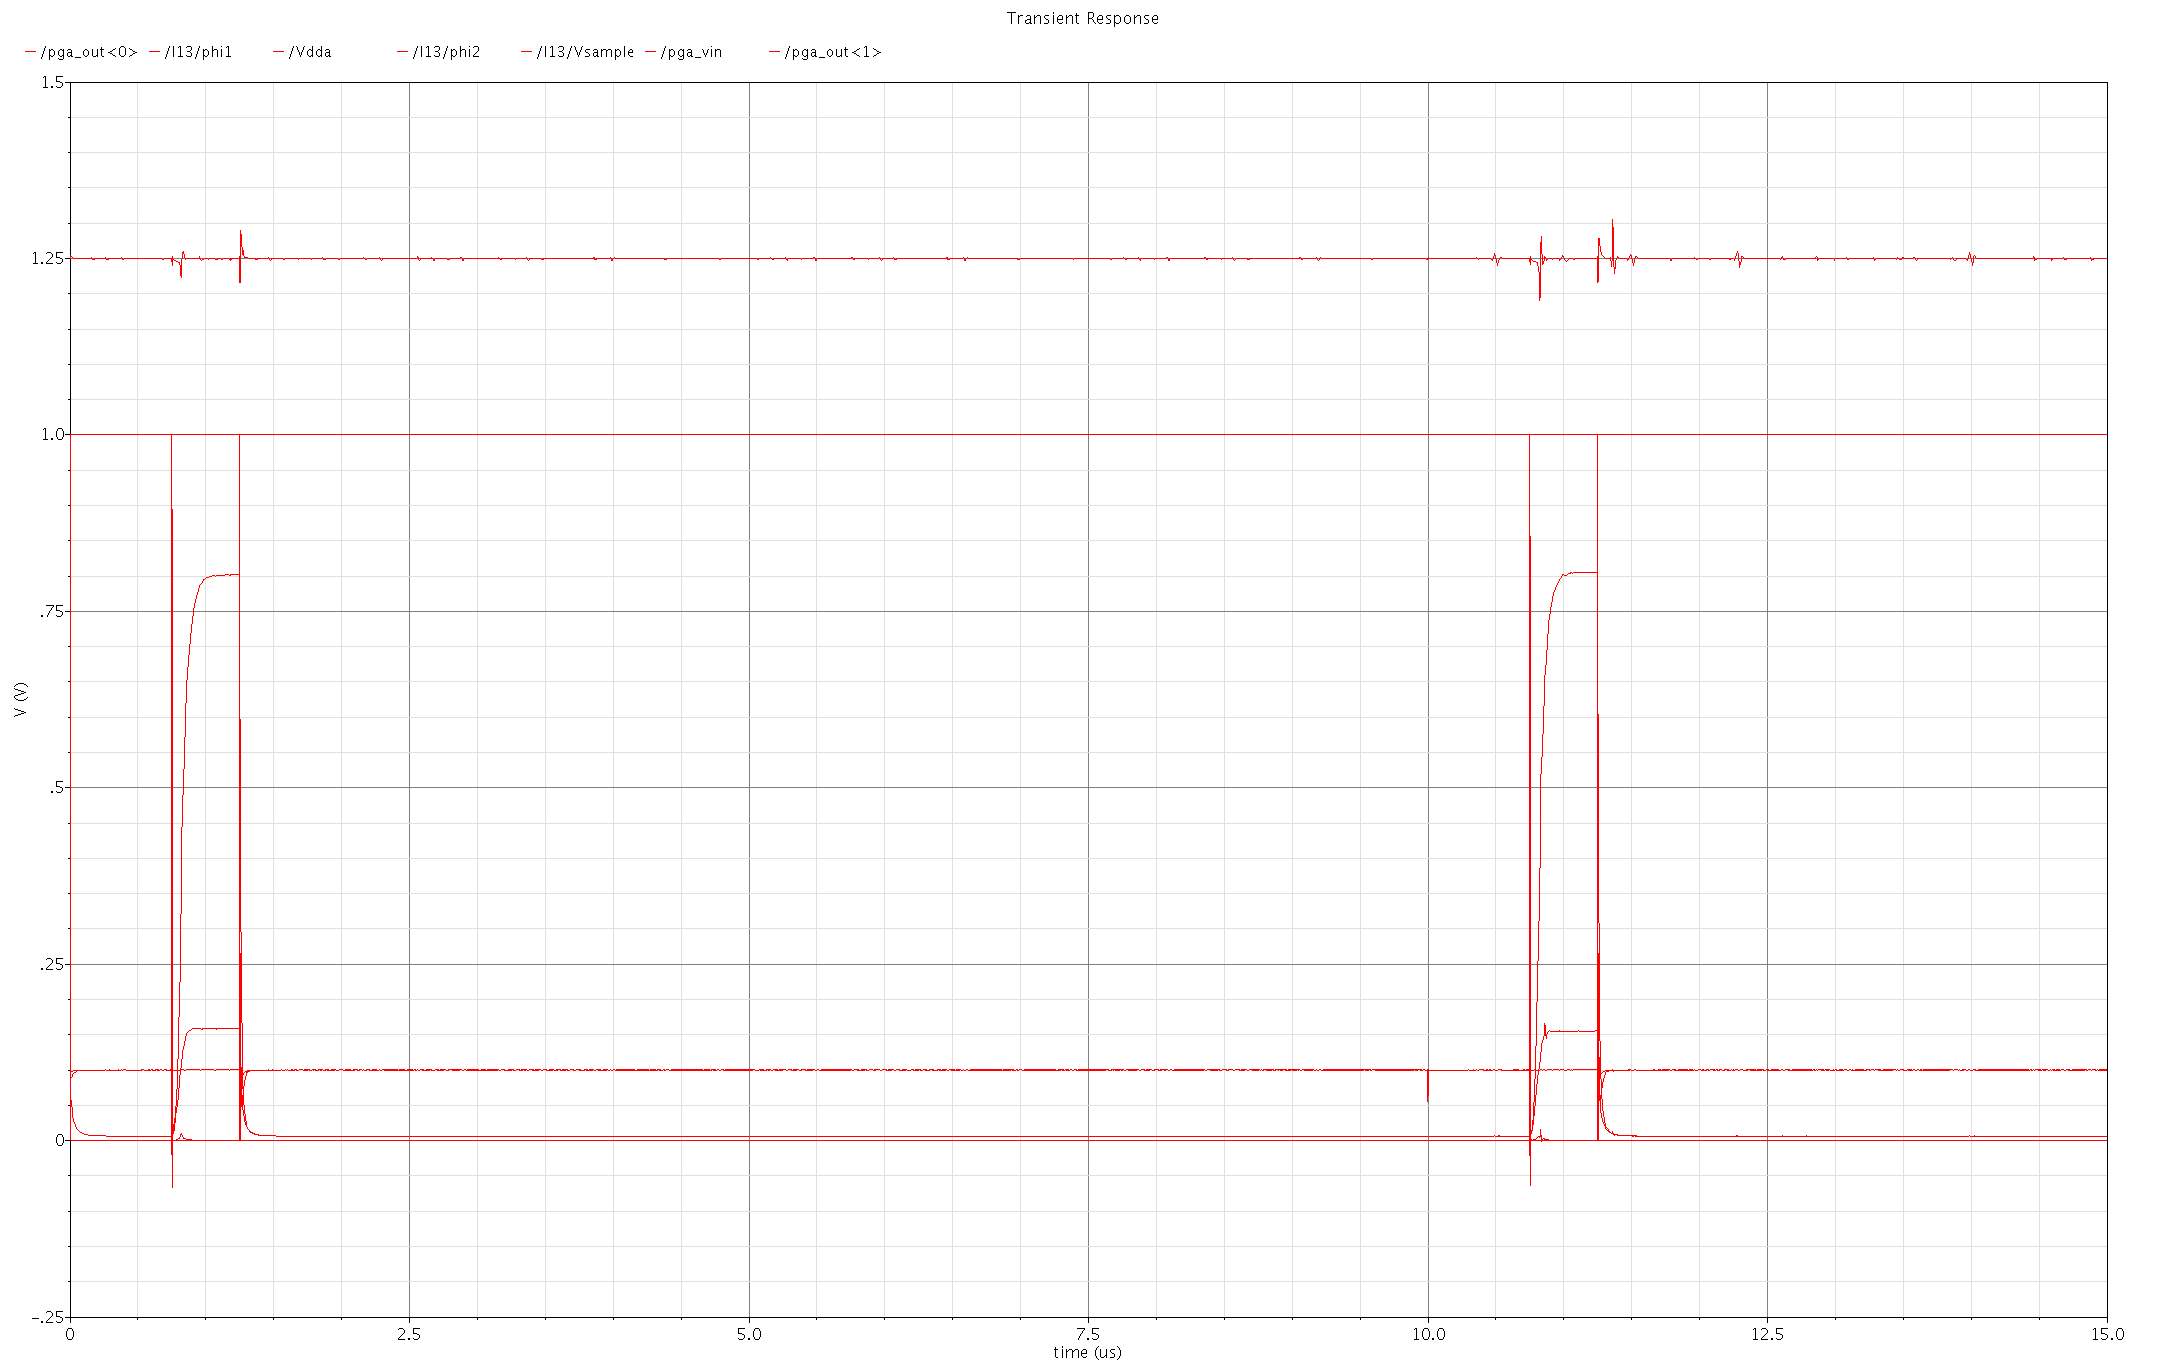 Transient Response
— /pga_out<0> — /I13/phi1 — /Vdda — /I13/phi2 — /I13/Vsample — /pga_vin — /pga_out<1>
1.5
1.25
1.0
.75
V (V)
.5
.25
0
-.25
0 2.5 5.0 7.5 10.0 12.5 15.0
time (us)